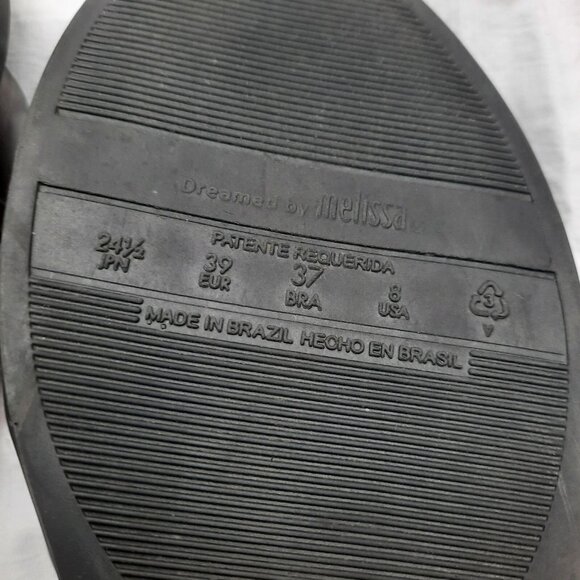 Dreamed by melissa
PATENTE REQUERIDA
24½ 39 37 8 3
JPN EUR BRA USA V
MADE IN BRAZIL HECHO EN BRASIL